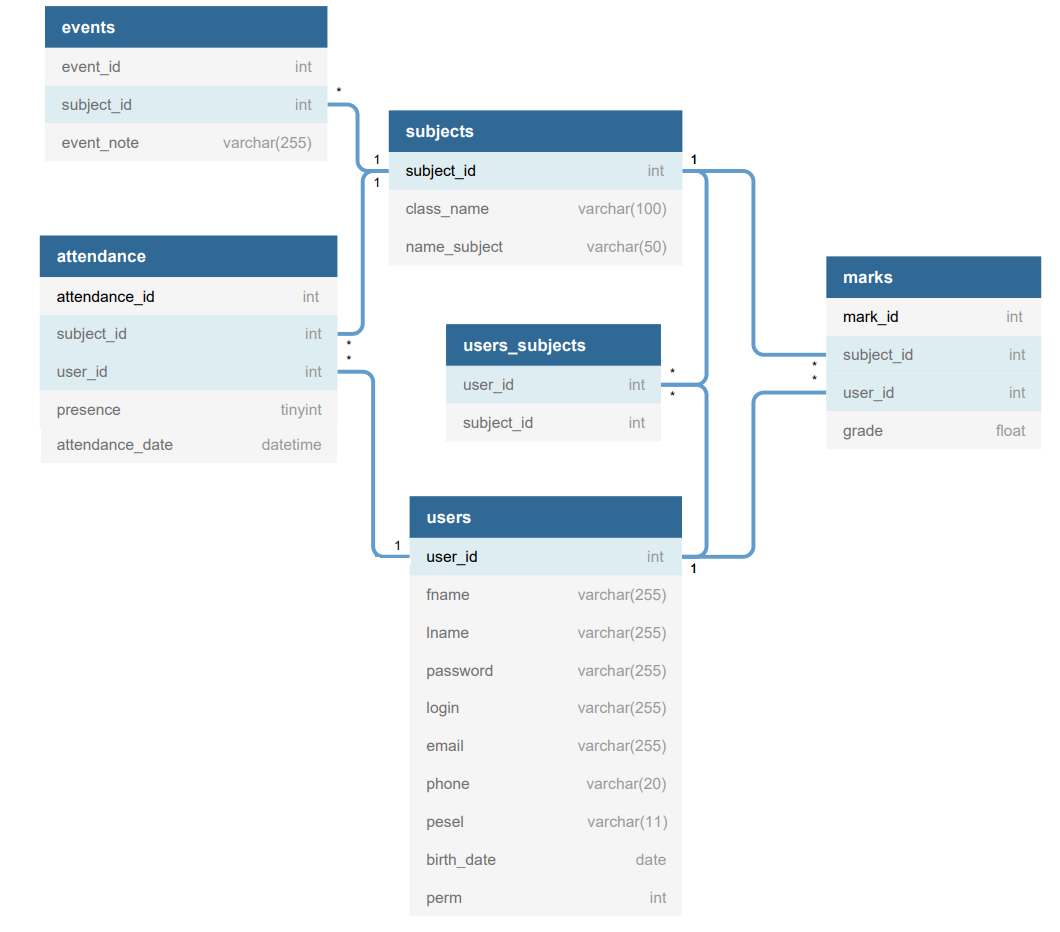 events
event_id int
subject_id int
event_note varchar(255)
*
1
1
subjects
subject_id int
class_name varchar(100)
name_subject varchar(50)
1
attendance
attendance_id int
subject_id int
user_id int
presence tinyint
attendance_date datetime
*
*
users_subjects
user_id int
subject_id int
*
*
marks
mark_id int
subject_id int
user_id int
grade float
*
*
1
users
user_id int
fname varchar(255)
lname varchar(255)
password varchar(255)
login varchar(255)
email varchar(255)
phone varchar(20)
pesel varchar(11)
birth_date date
perm int
1